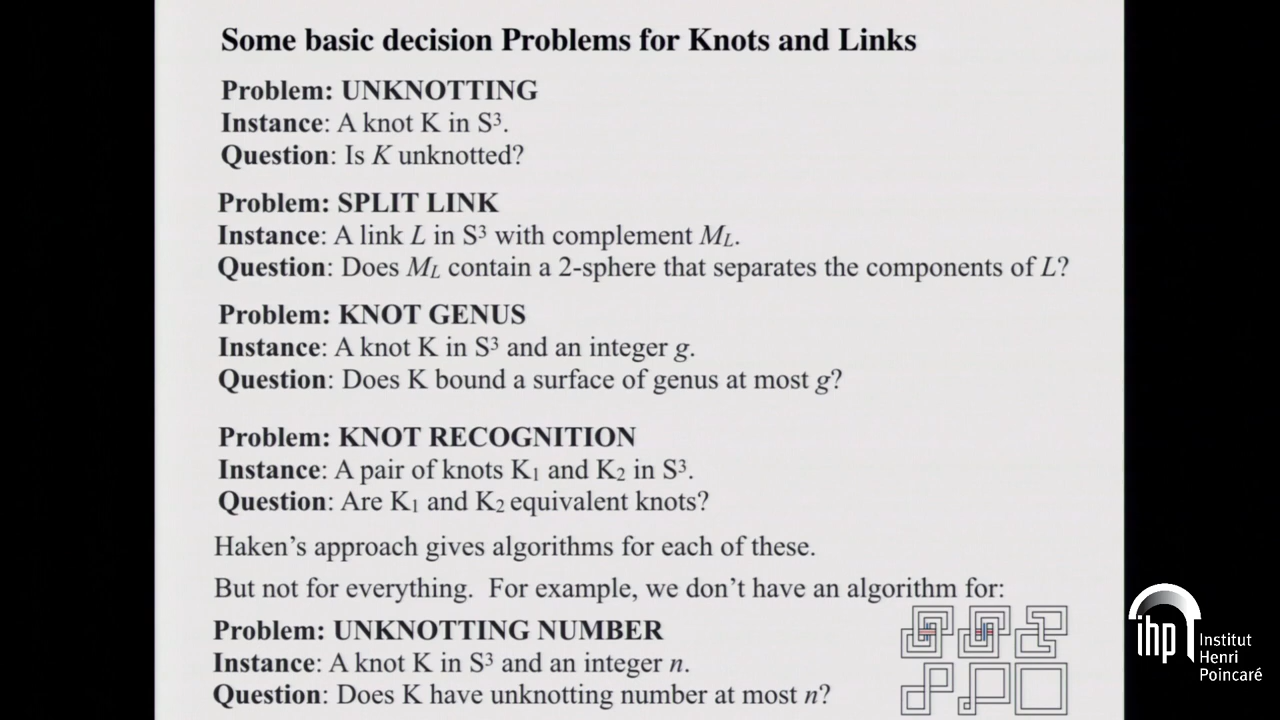 Some basic decision Problems for Knots and Links
Problem: UNKNOTTING
Instance: A knot K in S³.
Question: Is K unknotted?
Problem: SPLIT LINK
Instance: A link L in S³ with complement M_L.
Question: Does M_L contain a 2-sphere that separates the components of L?
Problem: KNOT GENUS
Instance: A knot K in S³ and an integer g.
Question: Does K bound a surface of genus at most g?
Problem: KNOT RECOGNITION
Instance: A pair of knots K₁ and K₂ in S³.
Question: Are K₁ and K₂ equivalent knots?
Haken's approach gives algorithms for each of these.
But not for everything. For example, we don't have an algorithm for:
Problem: UNKNOTTING NUMBER
Instance: A knot K in S³ and an integer n.
Question: Does K have unknotting number at most n?
ihp
Institut
Henri
Poincaré